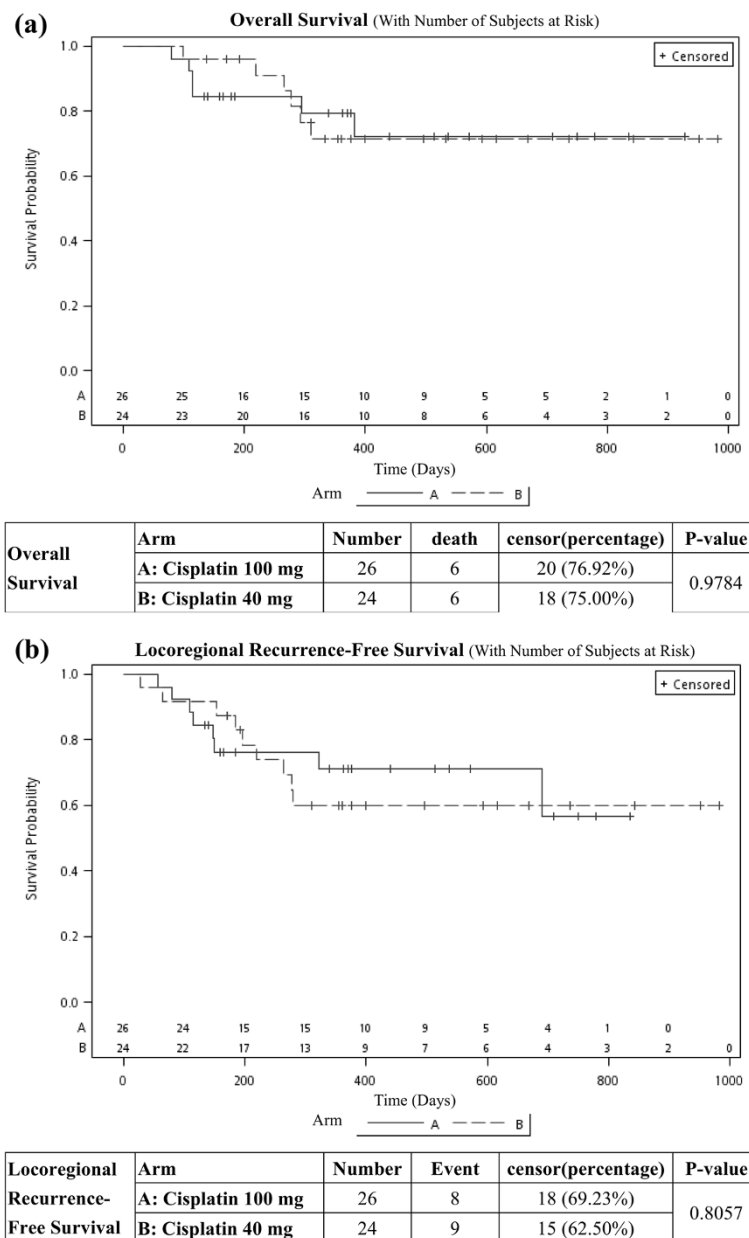 (a) Overall Survival (With Number of Subjects at Risk)
+ Censored
Survival Probability
1.0
0.8
0.6
0.4
0.2
0.0
A 26 25 16 15 10 9 5 5 2 1 0
B 24 23 20 16 10 8 6 4 3 2 0
0 200 400 600 800 1000
Time (Days)
Arm A B
Overall Survival
Arm Number death censor(percentage) P-value
A: Cisplatin 100 mg 26 6 20 (76.92%) 0.9784
B: Cisplatin 40 mg 24 6 18 (75.00%)
(b) Locoregional Recurrence-Free Survival (With Number of Subjects at Risk)
+ Censored
Survival Probability
1.0
0.8
0.6
0.4
0.2
0.0
A 26 24 15 15 10 9 5 4 1 0
B 24 22 17 13 9 7 6 4 3 2 0
0 200 400 600 800 1000
Time (Days)
Arm A B
Locoregional Recurrence-Free Survival
Arm Number Event censor(percentage) P-value
A: Cisplatin 100 mg 26 8 18 (69.23%) 0.8057
B: Cisplatin 40 mg 24 9 15 (62.50%)